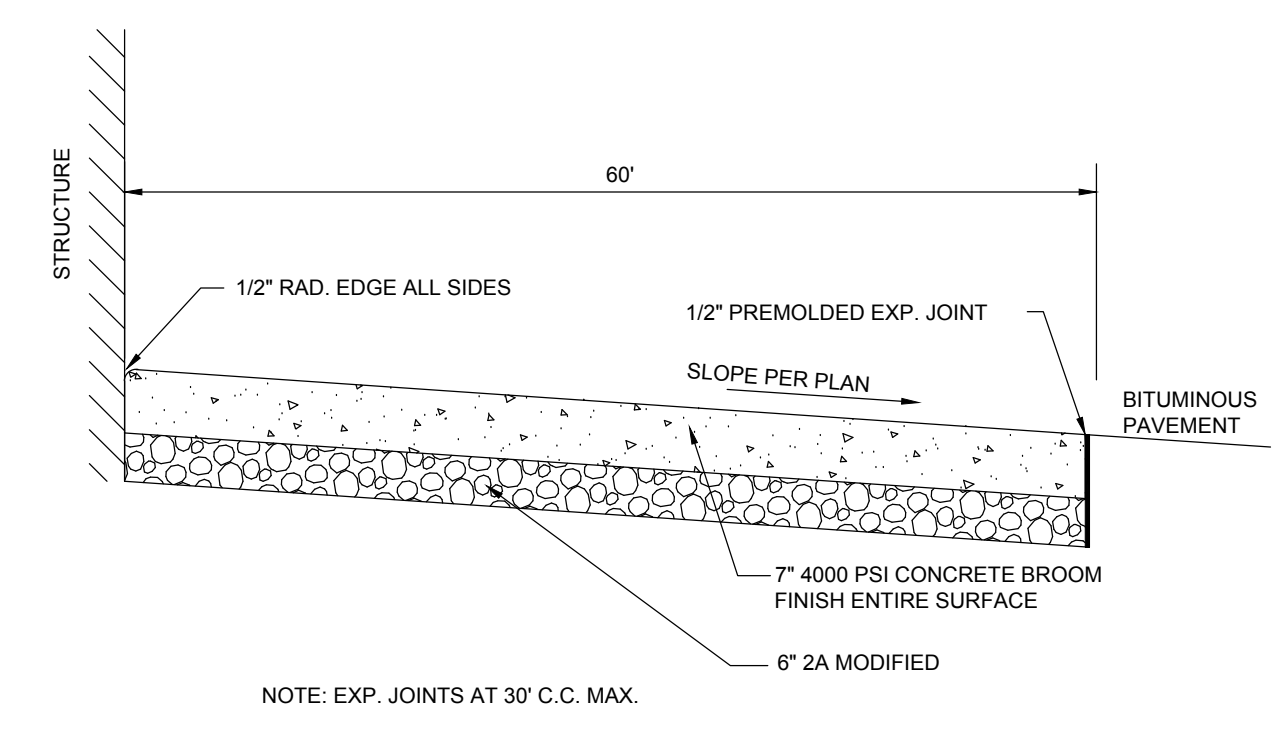 60'
STRUCTURE
1/2" RAD. EDGE ALL SIDES
1/2" PREMOLDED EXP. JOINT
SLOPE PER PLAN
BITUMINOUS
PAVEMENT
7" 4000 PSI CONCRETE BROOM
FINISH ENTIRE SURFACE
6" 2A MODIFIED
NOTE: EXP. JOINTS AT 30' C.C. MAX.